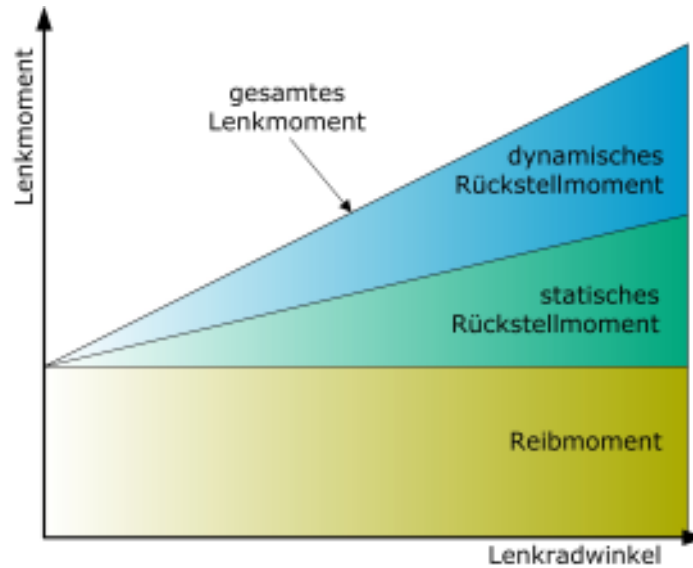 Lenkmoment
gesamtes
Lenkmoment
dynamisches
Rückstellmoment
statisches
Rückstellmoment
Reibmoment
Lenkradwinkel